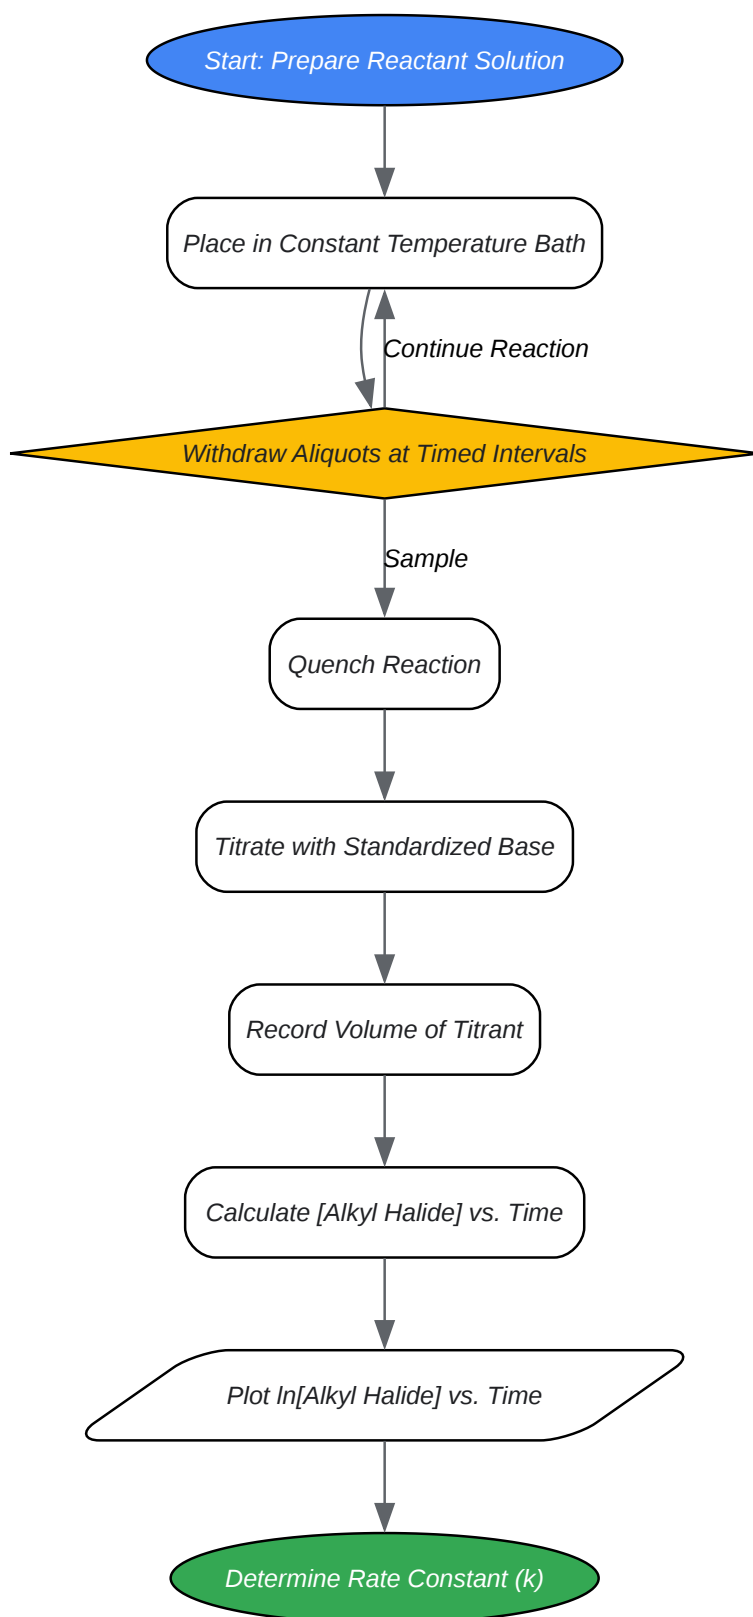 Start: Prepare Reactant Solution
Place in Constant Temperature Bath
Continue Reaction
Withdraw Aliquots at Timed Intervals
Sample
Quench Reaction
Titrate with Standardized Base
Record Volume of Titrant
Calculate [Alkyl Halide] vs. Time
Plot ln[Alkyl Halide] vs. Time
Determine Rate Constant (k)